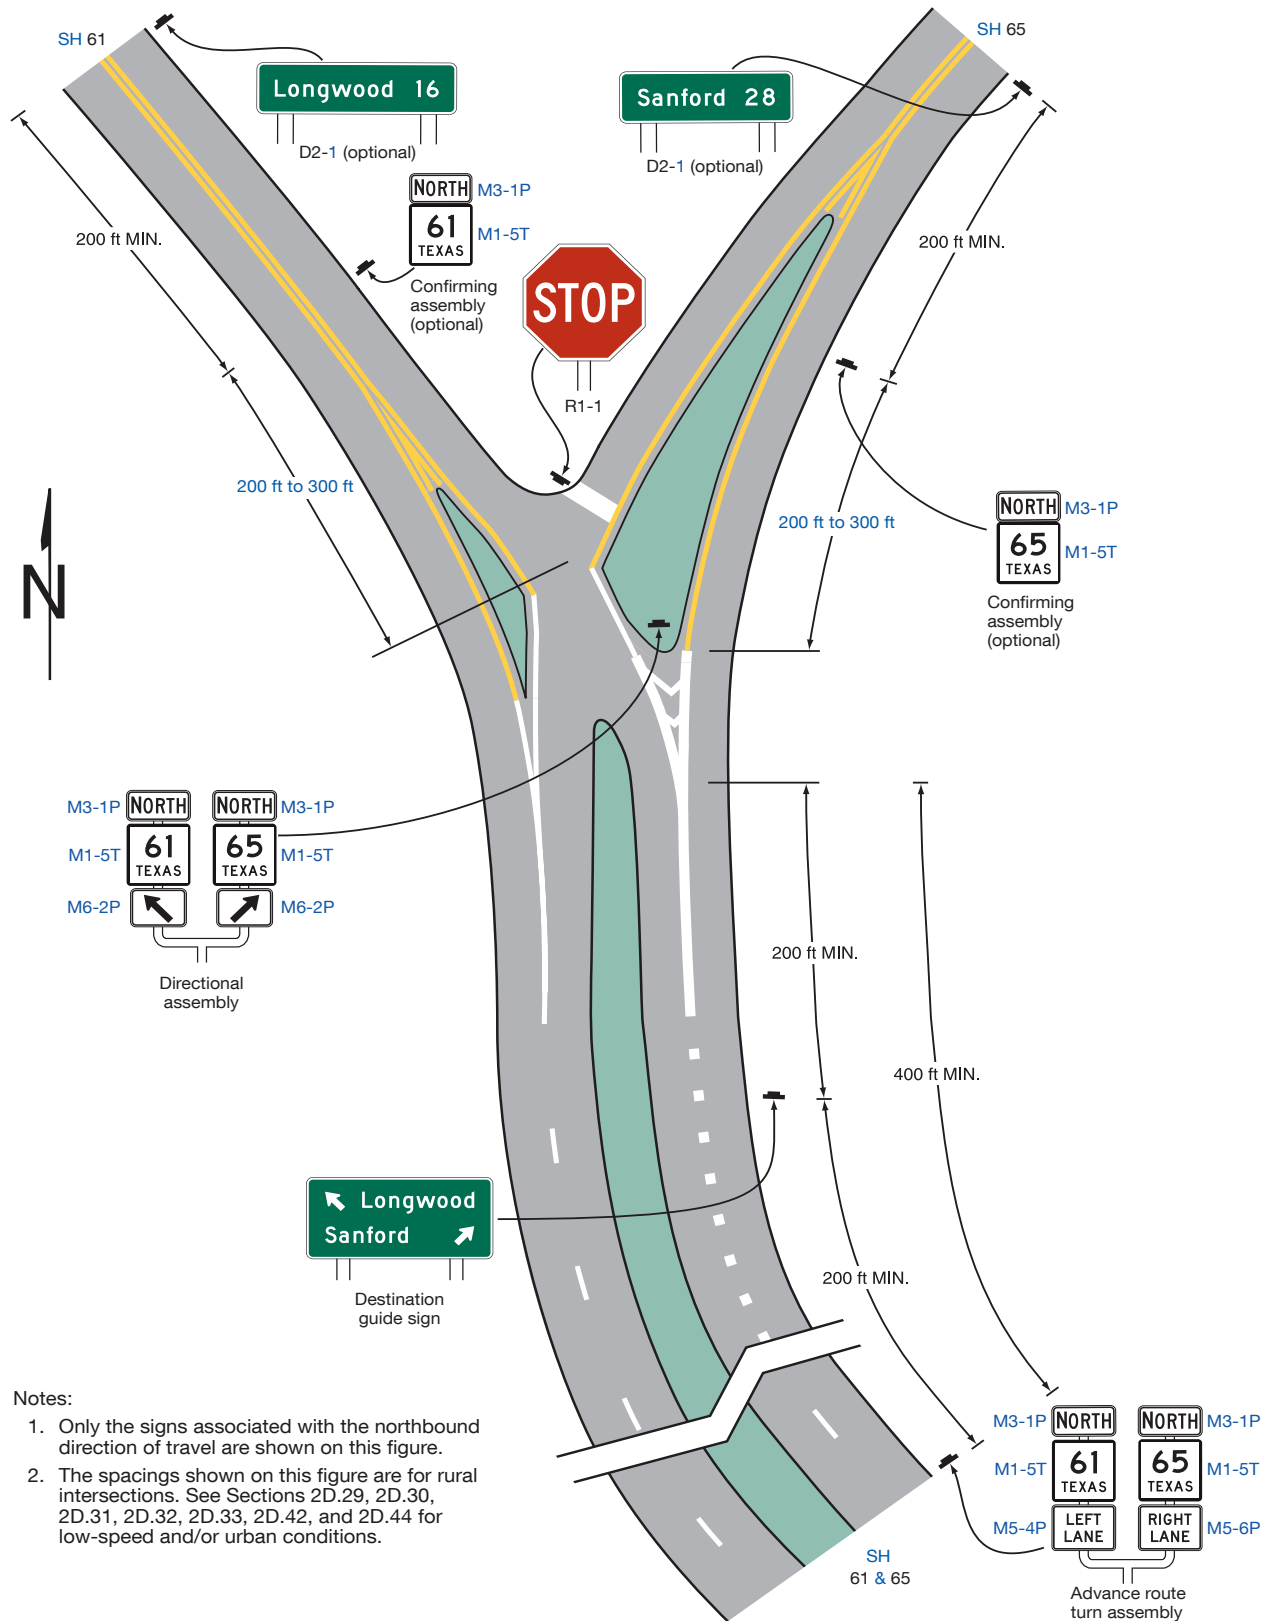 SH 61
SH 65
Longwood 16
D2-1 (optional)
Sanford 28
D2-1 (optional)
NORTH
M3-1P
61
TEXAS
M1-5T
Confirming
assembly
(optional)
STOP
R1-1
200 ft MIN.
200 ft MIN.
200 ft to 300 ft
200 ft to 300 ft
NORTH
M3-1P
65
TEXAS
M1-5T
Confirming
assembly
(optional)
N
M3-1P NORTH NORTH M3-1P
M1-5T 61 TEXAS 65 TEXAS M1-5T
M6-2P M6-2P
Directional
assembly
200 ft MIN.
400 ft MIN.
Longwood
Sanford
Destination
guide sign
200 ft MIN.
Notes:
1. Only the signs associated with the northbound
direction of travel are shown on this figure.
2. The spacings shown on this figure are for rural
intersections. See Sections 2D.29, 2D.30,
2D.31, 2D.32, 2D.33, 2D.42, and 2D.44 for
low-speed and/or urban conditions.
M3-1P NORTH NORTH M3-1P
M1-5T 61 TEXAS 65 TEXAS M1-5T
M5-4P LEFT LANE RIGHT LANE M5-6P
Advance route
turn assembly
SH
61 & 65